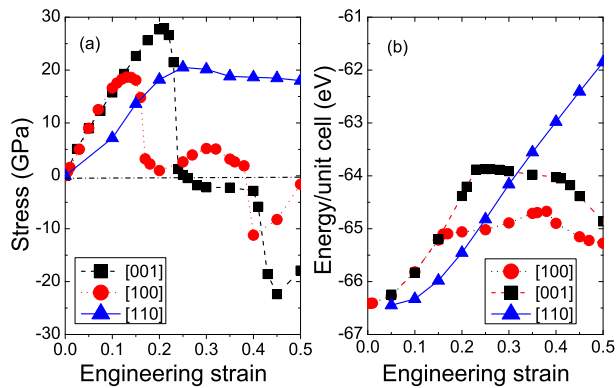 (a)
Stress (GPa)
30
20
10
0
-10
-20
-30
[001]
[100]
[110]
0.0 0.1 0.2 0.3 0.4 0.5
Engineering strain
(b)
Energy/unit cell (eV)
-61
-62
-63
-64
-65
-66
-67
[100]
[001]
[110]
0.0 0.1 0.2 0.3 0.4 0.5
Engineering strain